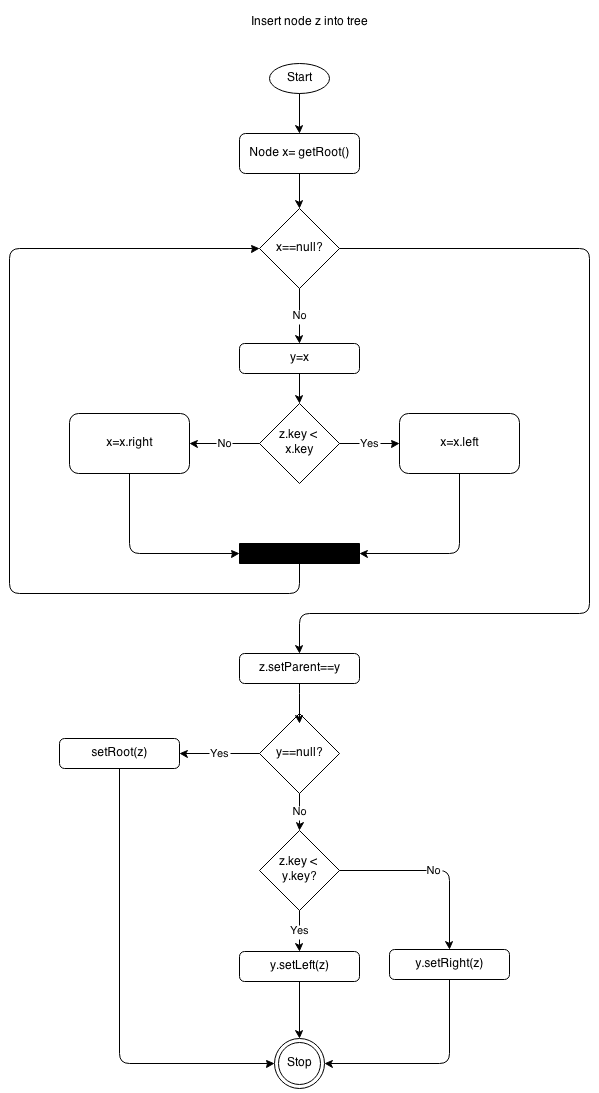 Insert node z into tree
Start
Node x= getRoot()
x==null?
No
y=x
z.key <
x.key
No
Yes
x=x.right
x=x.left
z.setParent==y
y==null?
Yes
setRoot(z)
No
z.key <
y.key?
No
Yes
y.setLeft(z)
y.setRight(z)
Stop